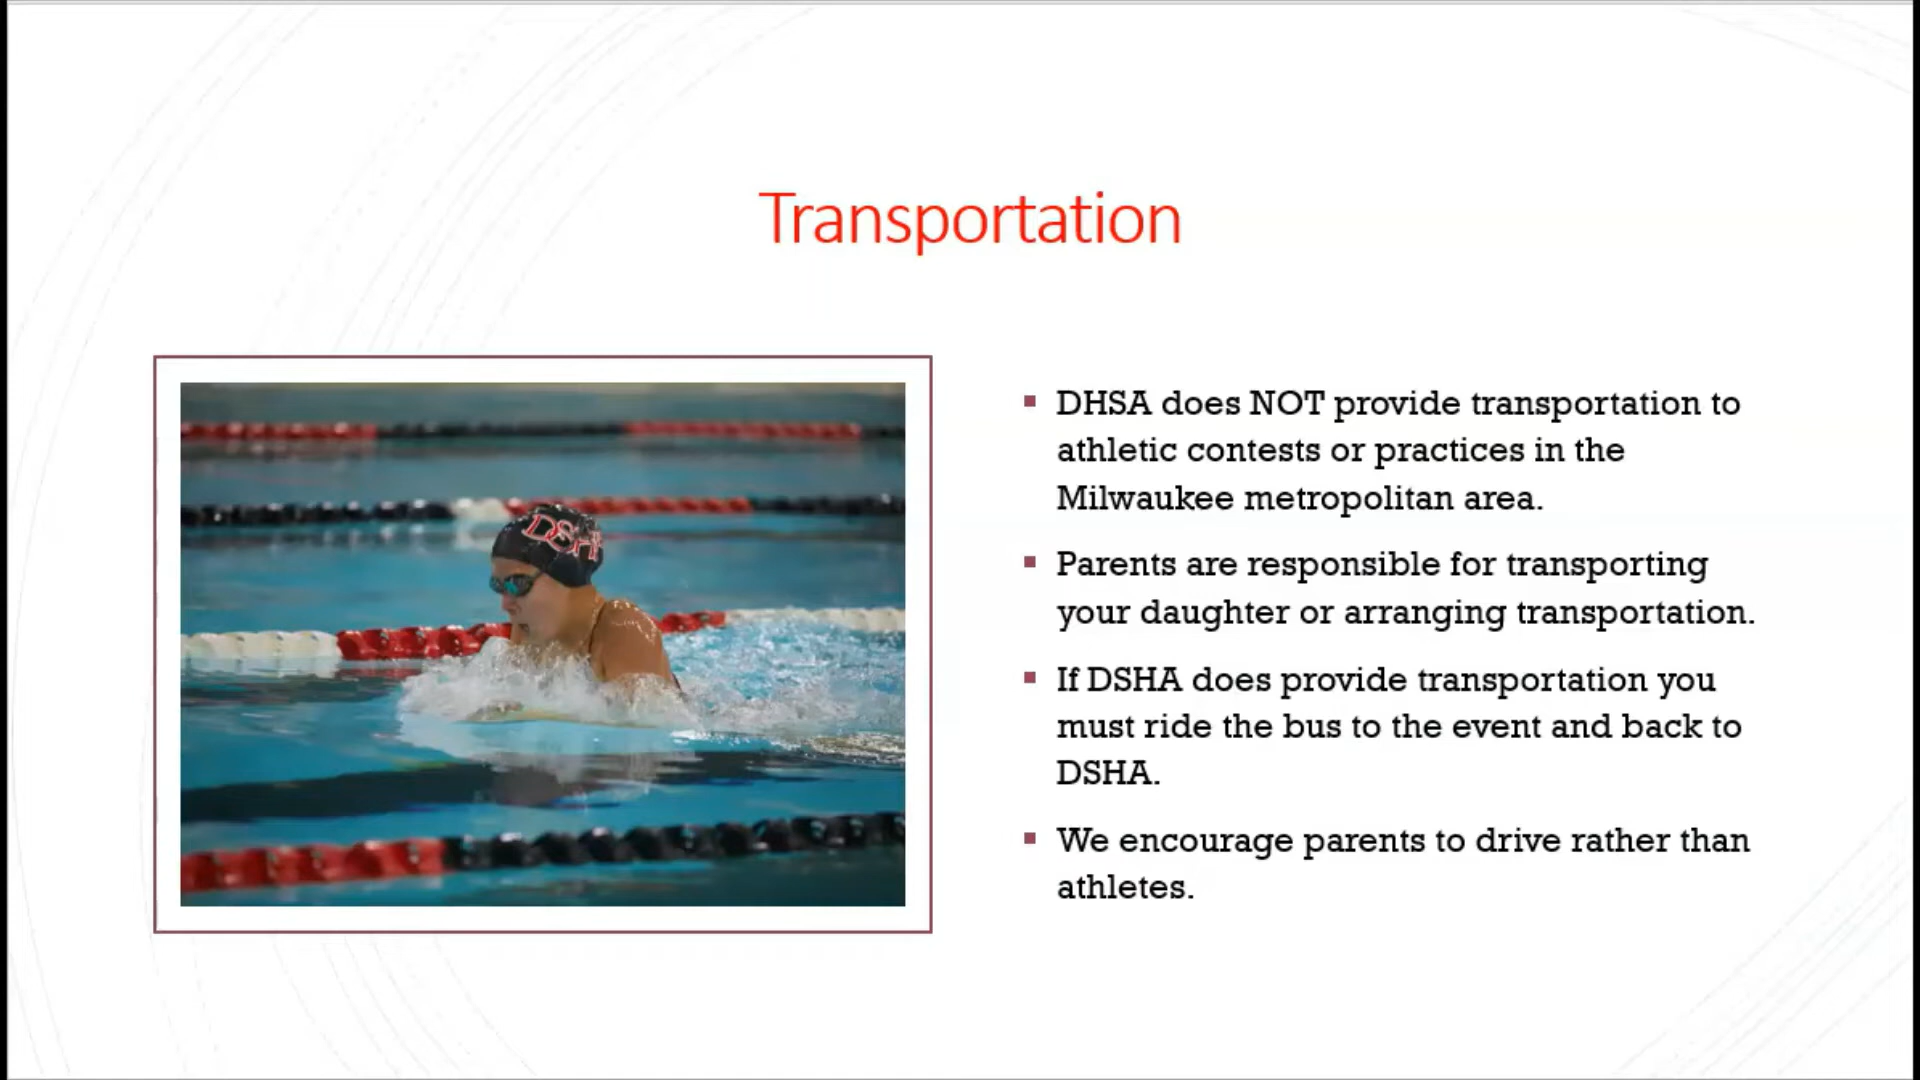 Transportation
DSH
DHSA does NOT provide transportation to
athletic contests or practices in the
Milwaukee metropolitan area.
Parents are responsible for transporting
your daughter or arranging transportation.
If DSHA does provide transportation you
must ride the bus to the event and back to
DSHA.
We encourage parents to drive rather than
athletes.